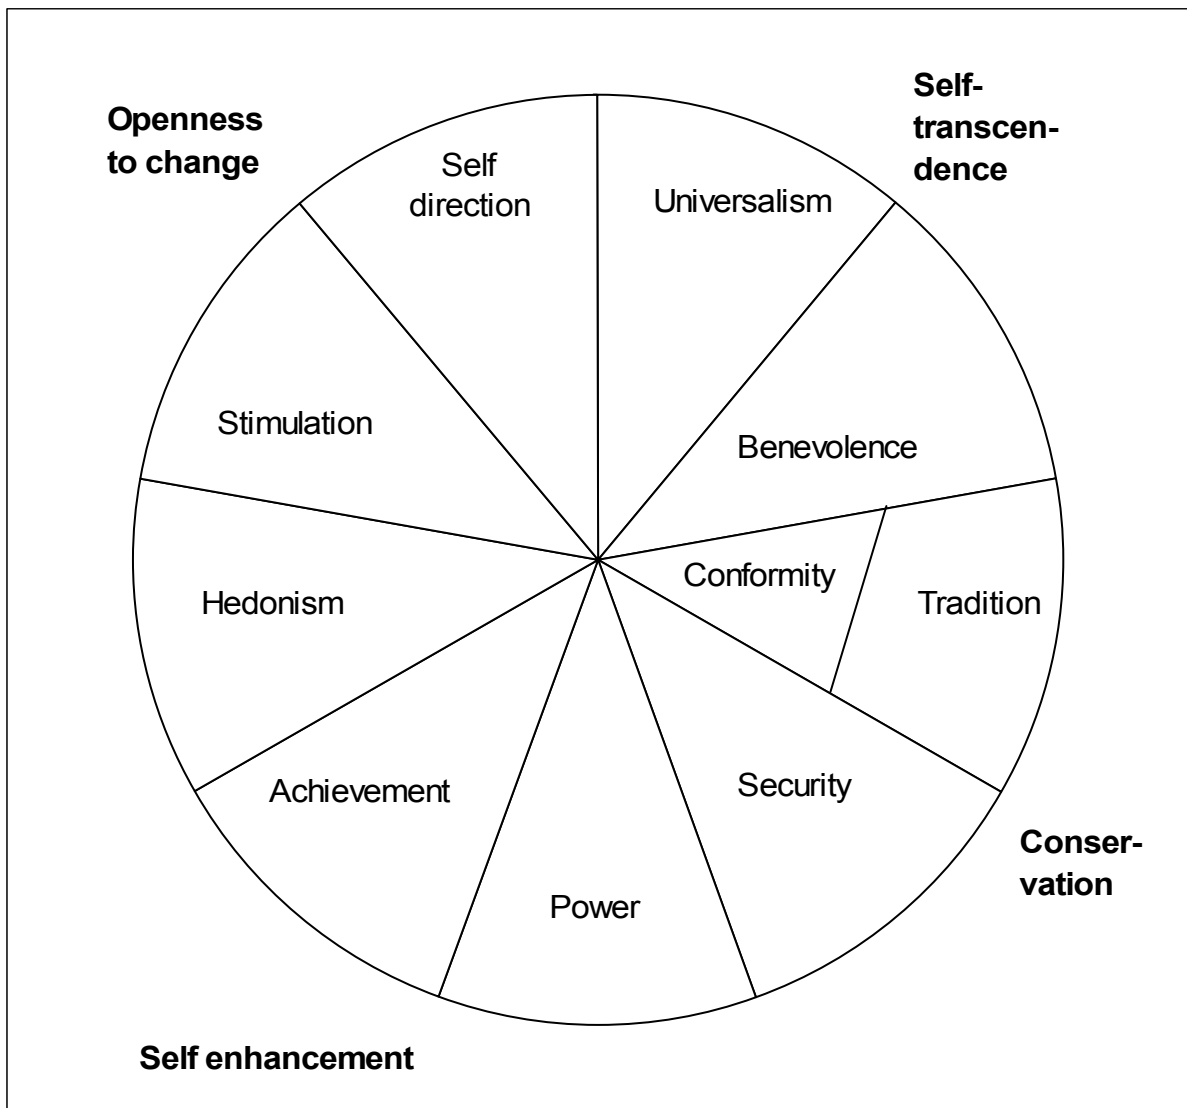 Openness
to change
Self-
transcen-
dence
Self
direction
Universalism
Stimulation
Benevolence
Conformity
Tradition
Hedonism
Achievement
Security
Power
Conser-
vation
Self enhancement